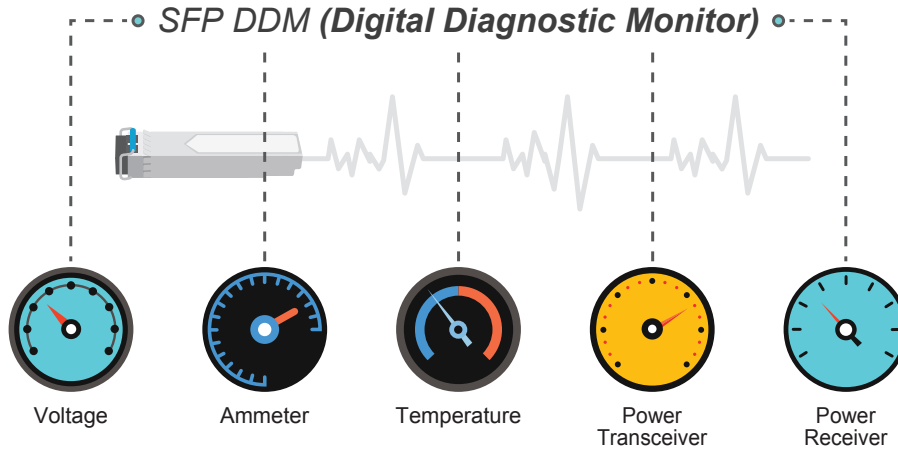 SFP DDM (Digital Diagnostic Monitor)
Voltage
Ammeter
Temperature
Power
Transceiver
Power
Receiver